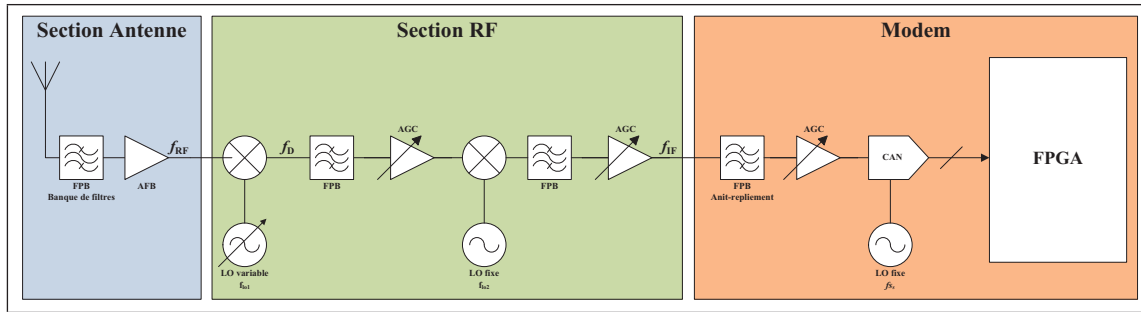 Section Antenne
Section RF
Modem
FPB
Banque de filtres
AFB
fRF
fD
FPB
AGC
FPB
AGC
fIF
LO variable
flo1
LO fixe
flo2
FPB
Anit-repliement
AGC
CAN
LO fixe
FPGA